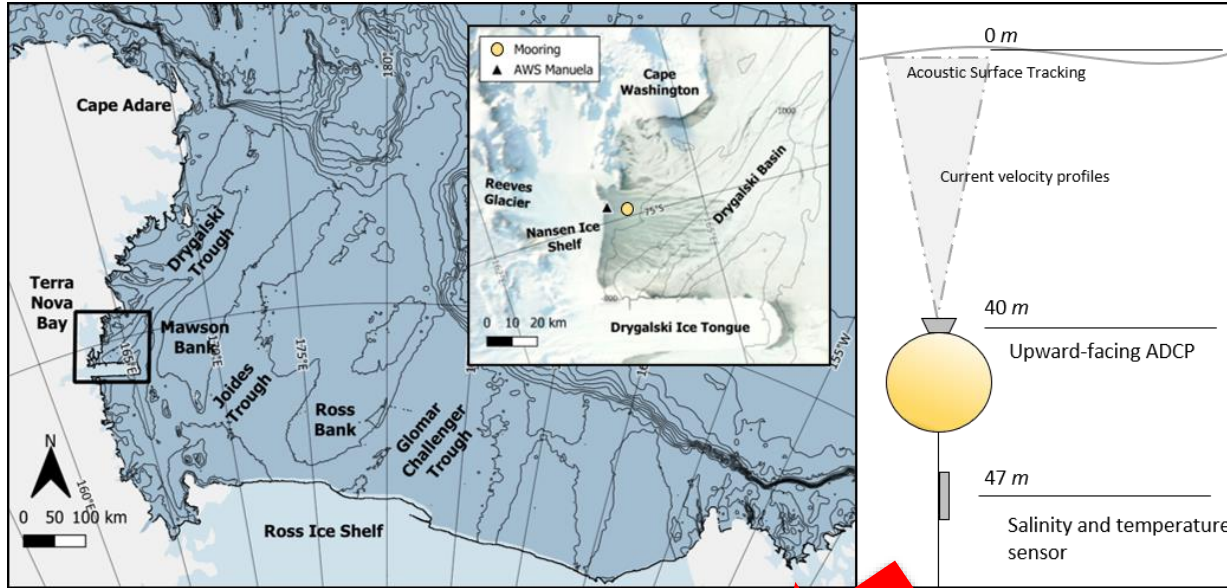 180°
Cape Adare
Drygalski
Trough
Terra
Nova
Bay
Mawson
Bank
165°E
175°E
Joides
Trough
Ross
Bank
Glomar
Challenger
Trough
155°W
N
160°E
0 50 100 km
Ross Ice Shelf
Mooring
AWS Manuela
Cape
Washington
1000
Reeves
Glacier
Drygalski Basin
75°S
Nansen Ice
Shelf
0 10 20 km
Drygalski Ice Tongue
0 m
Acoustic Surface Tracking
Current velocity profiles
40 m
Upward-facing ADCP
47 m
Salinity and temperature
sensor